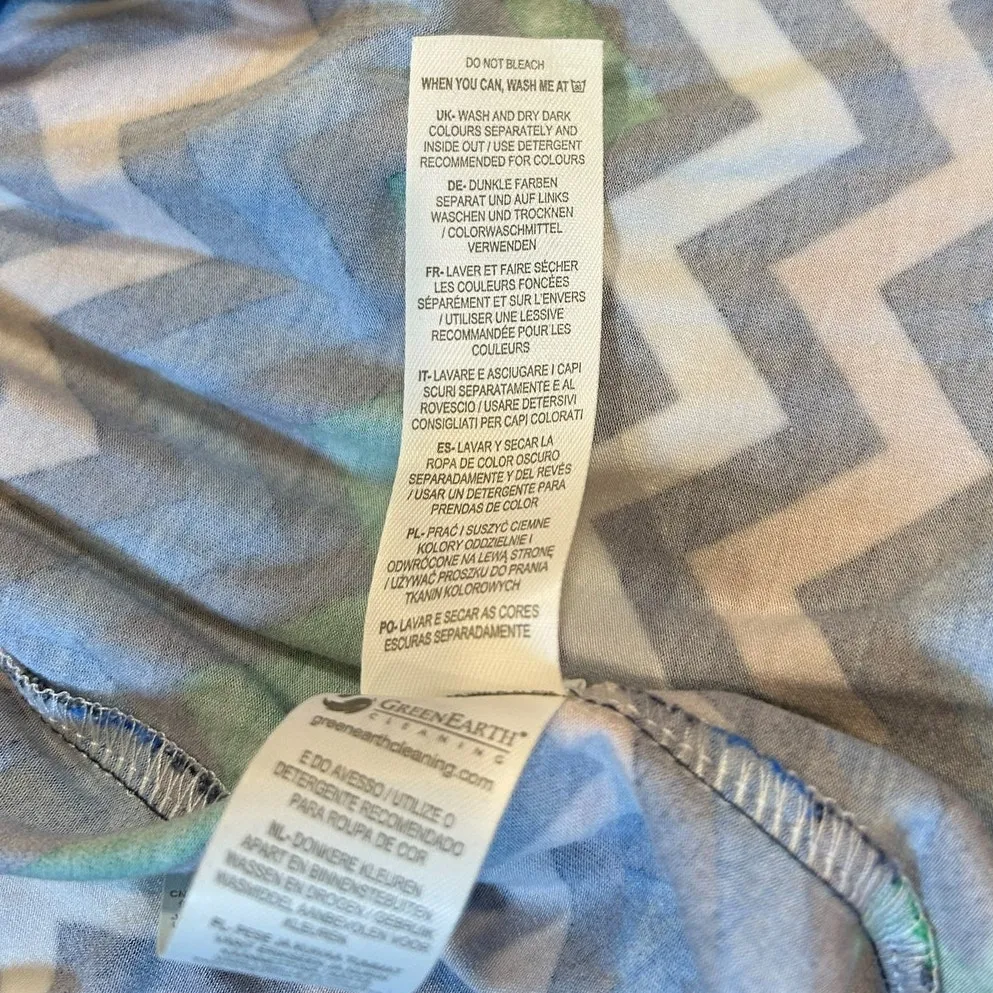 DO NOT BLEACH
WHEN YOU CAN, WASH ME AT 30
UK- WASH AND DRY DARK
COLOURS SEPARATELY AND
INSIDE OUT / USE DETERGENT
RECOMMENDED FOR COLOURS
DE- DUNKLE FARBEN
SEPARAT UND AUF LINKS
WASCHEN UND TROCKNEN
/ COLORWASCHMITTEL
VERWENDEN
FR- LAVER ET FAIRE SÉCHER
LES COULEURS FONCÉES
SÉPARÉMENT ET SUR L'ENVERS
/ UTILISER UNE LESSIVE
RECOMMANDÉE POUR LES
COULEURS
IT- LAVARE E ASCIUGARE I CAPI
SCURI SEPARATAMENTE E AL
ROVESCIO / USARE DETERSIVI
CONSIGLIATI PER CAPI COLORATI
ES- LAVAR Y SECAR LA
ROPA DE COLOR OSCURO
SEPARADAMENTE Y DEL REVÉS
/ USAR UN DETERGENTE PARA
PRENDAS DE COLOR
PL- PRAĆ I SUSZYĆ CIEMNE
KOLORY ODDZIELNIE I
ODWRÓCONE NA LEWĄ STRONĘ
/ UŻYWAĆ PROSZKU DO PRANIA
TKANIN KOLOROWYCH
PO- LAVAR E SECAR AS CORES
ESCURAS SEPARADAMENTE
GREENEARTH®
CLEANING
greenearthcleaning.com
E DO AVESSO / UTILIZE O
DETERGENTE RECOMENDADO
PARA ROUPA DE COR
NL- DONKERE KLEUREN
APART EN BINNENSTEBUITEN
WASSEN EN DROGEN / GEBRUIK
WASMIDDEL AANBEVOLEN VOOR
KLEUREN